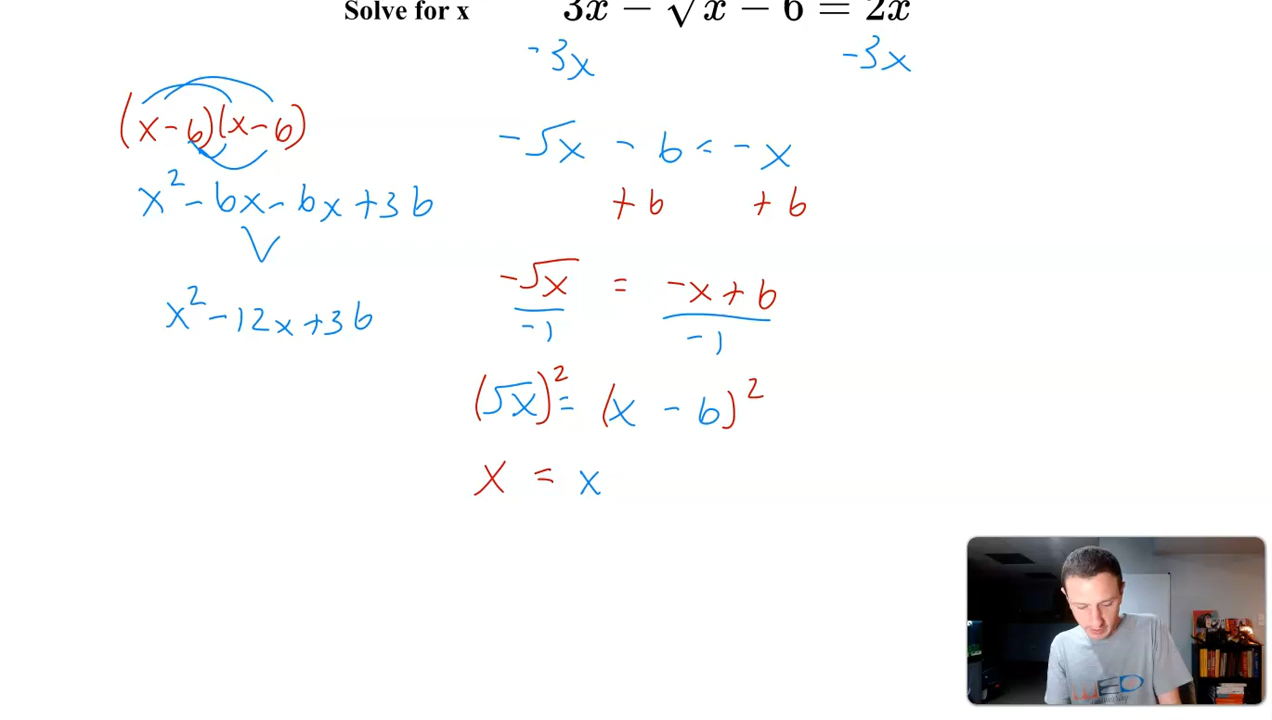 Solve for x 3x − √x − 6 = 2x
-3x -3x
(x-6)(x-6)
x² - 6x - 6x + 36
x² - 12x + 36
-√x - 6 = -x
+6 +6
-√x = -x + 6
-1 -1
(√x)² = (x - 6)²
x = x